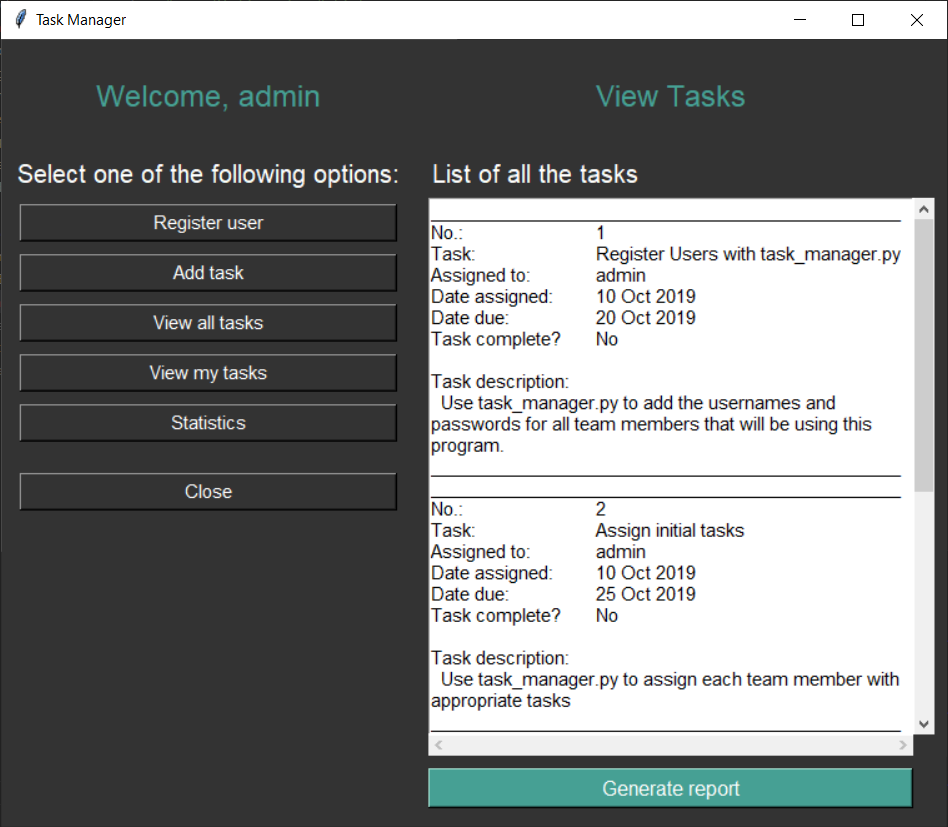 Task Manager
Welcome, admin
View Tasks
Select one of the following options:
Register user
Add task
View all tasks
View my tasks
Statistics
Close
List of all the tasks
No.: 1
Task: Register Users with task_manager.py
Assigned to: admin
Date assigned: 10 Oct 2019
Date due: 20 Oct 2019
Task complete? No
Task description:
Use task_manager.py to add the usernames and
passwords for all team members that will be using this
program.
No.: 2
Task: Assign initial tasks
Assigned to: admin
Date assigned: 10 Oct 2019
Date due: 25 Oct 2019
Task complete? No
Task description:
Use task_manager.py to assign each team member with
appropriate tasks
Generate report